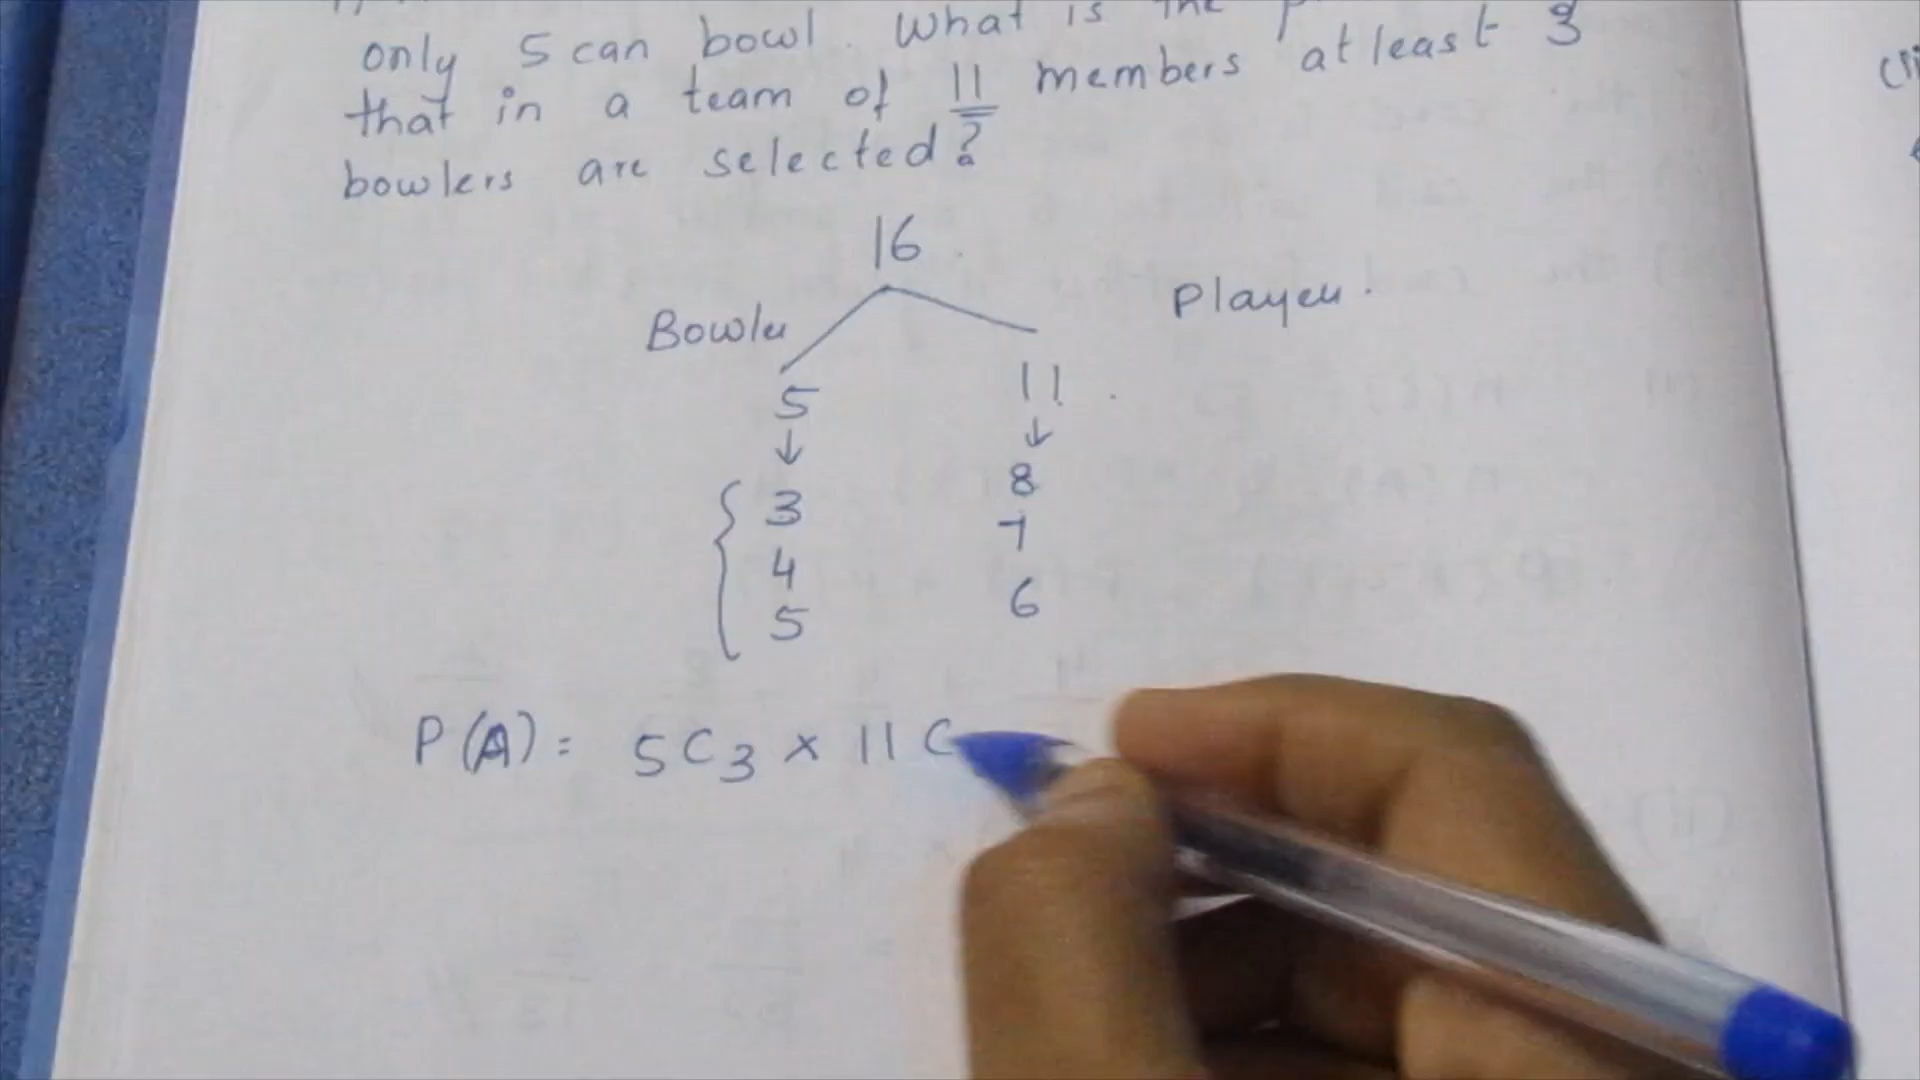 only 5 can bowl. What is the
that in a team of 11 members atleast 3
bowlers are selected?
16
Bowler Player.
5 11
↓ ↓
3 8
4 7
5 6
P(A) = 5C3 x 11C